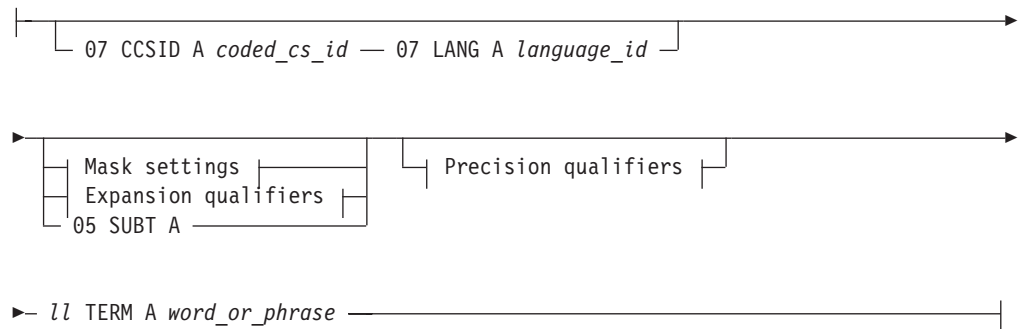 07 CCSID A coded_cs_id 07 LANG A language_id
Mask settings
Expansion qualifiers
05 SUBT A
Precision qualifiers
ll TERM A word_or_phrase